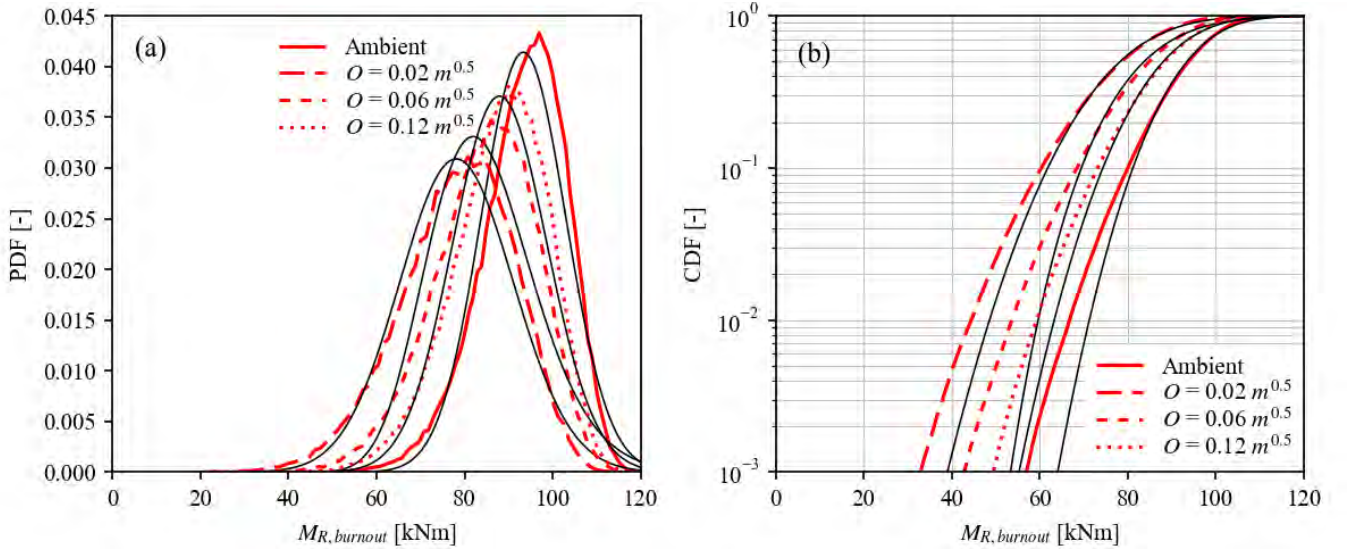 (a)
Ambient
O = 0.02 m^0.5
O = 0.06 m^0.5
O = 0.12 m^0.5
PDF [-]
0.045
0.040
0.035
0.030
0.025
0.020
0.015
0.010
0.005
0.000
0 20 40 60 80 100 120
M_R, burnout [kNm]
(b)
CDF [-]
10^0
10^-1
10^-2
10^-3
Ambient
O = 0.02 m^0.5
O = 0.06 m^0.5
O = 0.12 m^0.5
0 20 40 60 80 100 120
M_R, burnout [kNm]